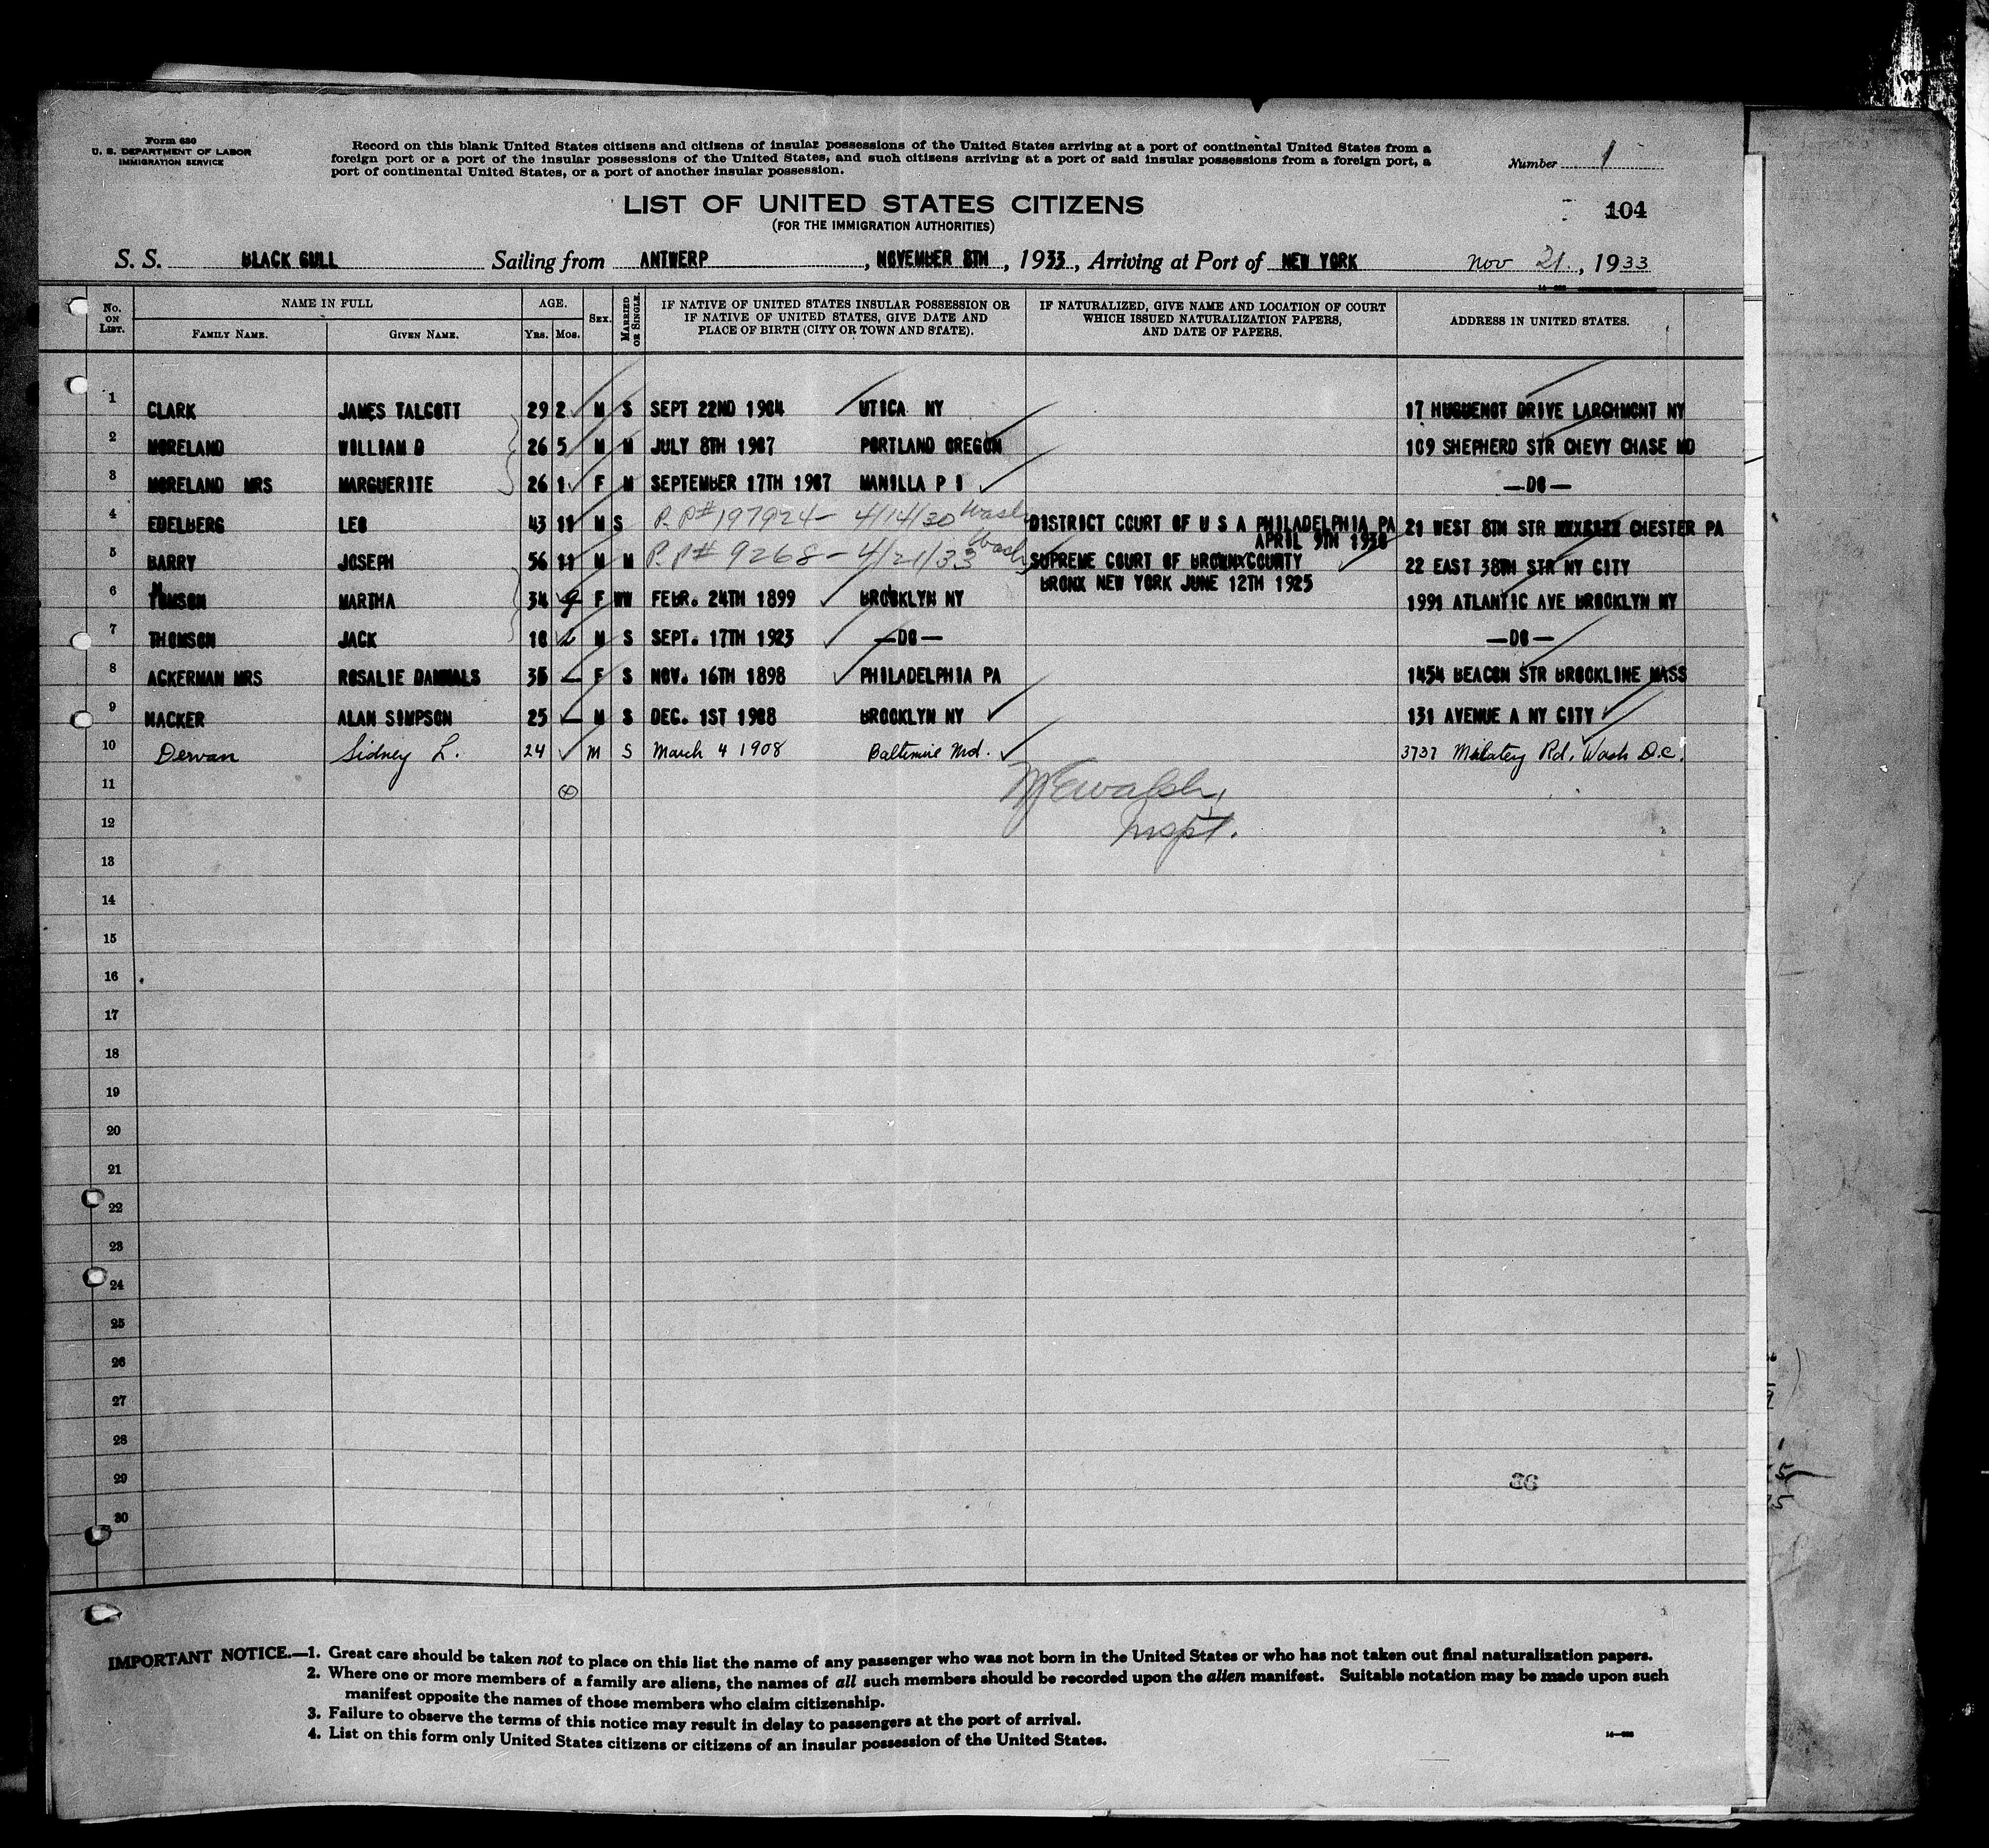 Form 630
U. S. DEPARTMENT OF LABOR
IMMIGRATION SERVICE
Record on this blank United States citizens and citizens of insular possessions of the United States arriving at a port of continental United States from a
foreign port or a port of the insular possessions of the United States, and such citizens arriving at a port of said insular possessions from a foreign port, a
port of continental United States, or a port of another insular possession.
Number 1
LIST OF UNITED STATES CITIZENS
104
(FOR THE IMMIGRATION AUTHORITIES)
S. S. BLACK GULL Sailing from ANTWERP, NOVEMBER 8TH, 1933, Arriving at Port of NEW YORK Nov 21, 1933
No. ON LIST. NAME IN FULL FAMILY NAME. GIVEN NAME. AGE. YRS. MOS. SEX. MARRIED OR SINGLE. IF NATIVE OF UNITED STATES INSULAR POSSESSION OR IF NATIVE OF UNITED STATES, GIVE DATE AND PLACE OF BIRTH (CITY OR TOWN AND STATE). IF NATURALIZED, GIVE NAME AND LOCATION OF COURT WHICH ISSUED NATURALIZATION PAPERS, AND DATE OF PAPERS. ADDRESS IN UNITED STATES.
1 CLARK JAMES TALCOTT 29 2 M S SEPT 22ND 1904 UTICA NY 17 HUGUENOT DRIVE LARCHMONT NY
2 MORELAND WILLIAM D 26 5 M M JULY 8TH 1907 PORTLAND OREGON 109 SHEPHERD STR CHEVY CHASE MD
3 MORELAND MRS MARGUERITE 26 1 F M SEPTEMBER 17TH 1907 MANILLA P I —DO—
4 EDELBERG LEO 43 11 M S P.P# 197924 - 4/14/30 Wash DISTRICT COURT OF U S A PHILADELPHIA PA 21 WEST 8TH STR CHESTER PA
APRIL 9TH 1930
5 BARRY JOSEPH 56 11 M M P.P# 9268 - 4/21/33 Wash SUPREME COURT OF COUNTY 22 EAST 38TH STR NY CITY
BRONX NEW YORK JUNE 12TH 1925
6 MARTHA 34 9 F FEBR. 24TH 1899 BROOKLYN NY 1991 ATLANTIC AVE BROOKLYN NY
7 THOMSON JACK 10 2 M S SEPT. 17TH 1923 —DO— —DO—
8 ACKERMAN MRS ROSALIE DANNALS 35 — F S NOV. 16TH 1898 PHILADELPHIA PA 1454 BEACON STR BROOKLINE MASS
9 HACKER ALAN SIMPSON 25 — M S DEC. 1ST 1908 BROOKLYN NY 131 AVENUE A NY CITY
10 Dewan Sidney L. 24 M S March 4 1908 Baltimore Md. 3737 Rd. Wash D.C.
11
12 Inspt.
13
14
15
16
17
18
19
20
21
22
23
24
25
26
27
28
29
36
30
IMPORTANT NOTICE.—1. Great care should be taken not to place on this list the name of any passenger who was not born in the United States or who has not taken out final naturalization papers.
2. Where one or more members of a family are aliens, the names of all such members should be recorded upon the alien manifest. Suitable notation may be made upon such
manifest opposite the names of those members who claim citizenship.
3. Failure to observe the terms of this notice may result in delay to passengers at the port of arrival.
4. List on this form only United States citizens or citizens of an insular possession of the United States.